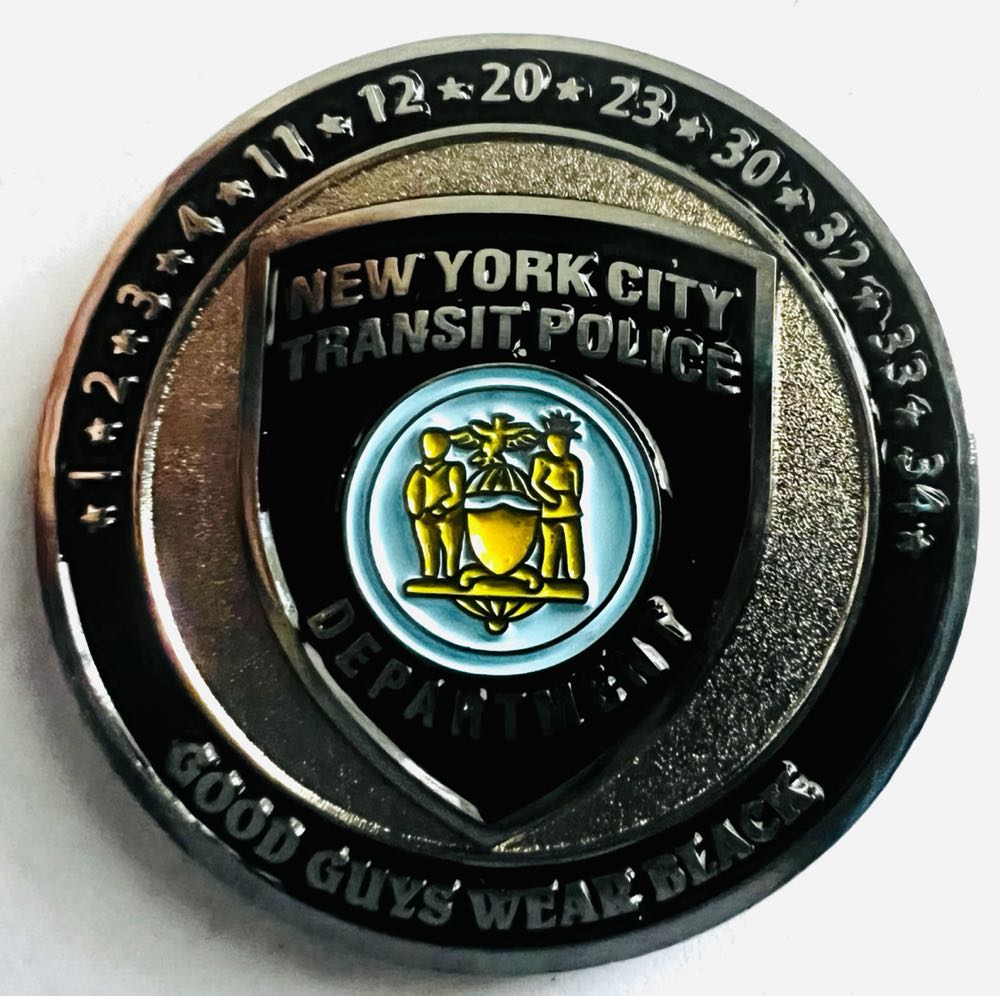 ★ 1 ★ 2 ★ 3 ★ 4 ★ 11 ★ 12 ★ 20 ★ 23 ★ 30 ★ 32 ★ 33 ★ 34 ★
NEW YORK CITY
TRANSIT POLICE
DEPARTMENT
GOOD GUYS WEAR BLACK